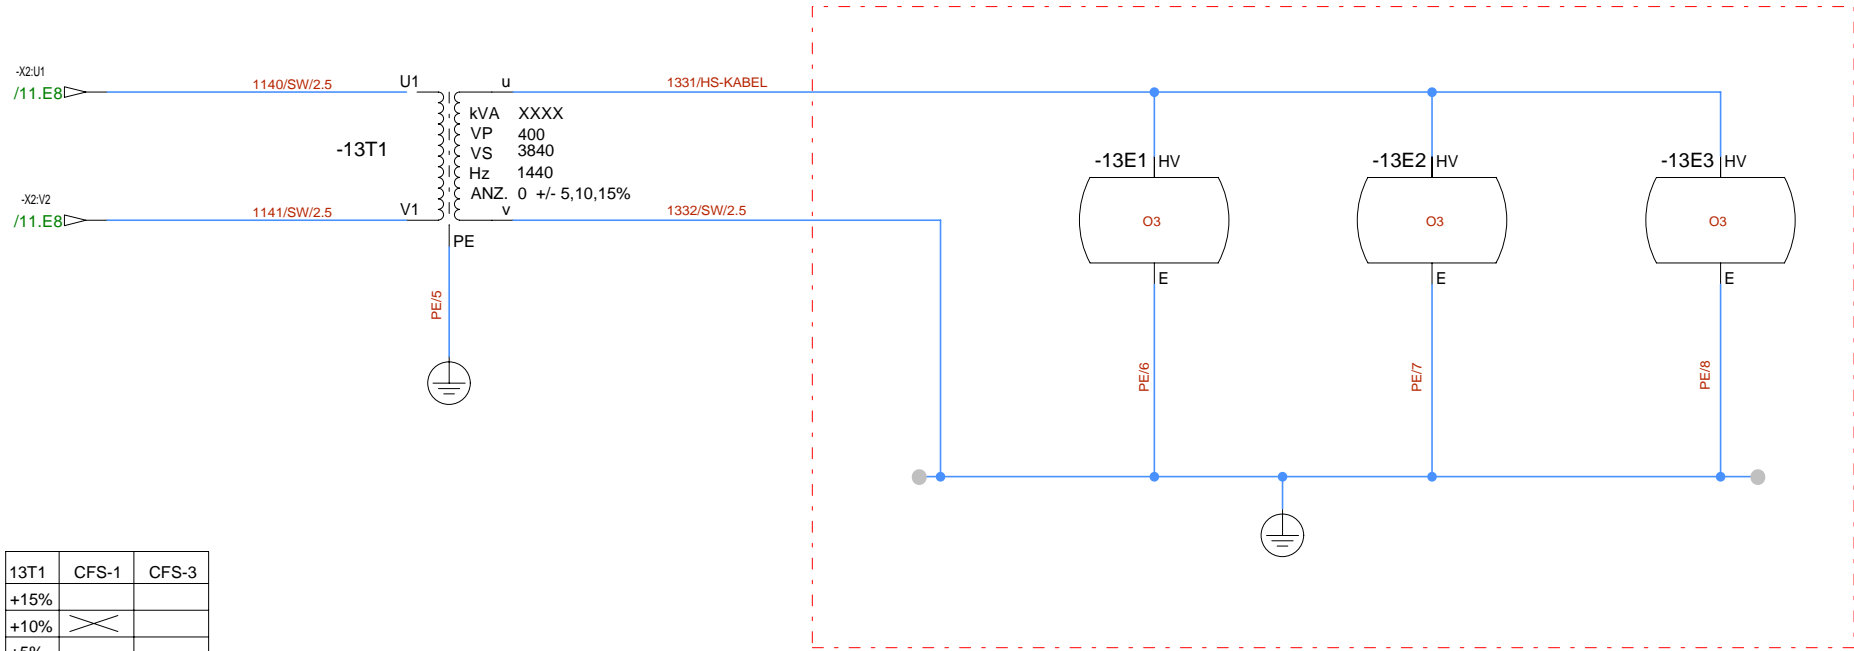 -X2:U1
/11.E8
1140/SW/2.5
U1
u
1331/HS-KABEL
-13T1
kVA XXXX
VP 400
VS 3840
Hz 1440
ANZ. 0 +/- 5,10,15%
-X2:V2
/11.E8
1141/SW/2.5
V1
v
1332/SW/2.5
PE
PE/5
-13E1 HV
O3
E
PE/6
-13E2 HV
O3
E
PE/7
-13E3 HV
O3
E
PE/8
13T1 CFS-1 CFS-3
+15%
+10%
+5%